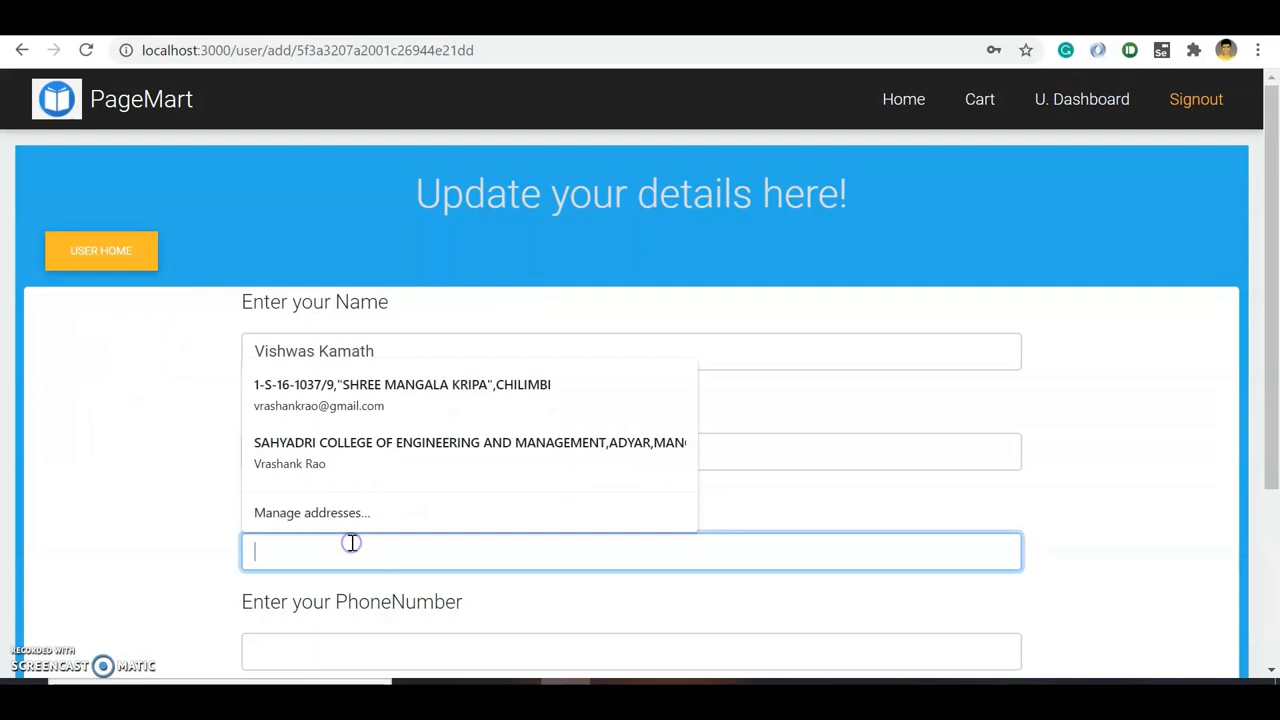 localhost:3000/user/add/5f3a3207a2001c26944e21dd
Se
PageMart
Home
Cart
U. Dashboard
Signout
Update your details here!
USER HOME
Enter your Name
Vishwas Kamath
1-S-16-1037/9,"SHREE MANGALA KRIPA",CHILIMBI
vrashankrao@gmail.com
SAHYADRI COLLEGE OF ENGINEERING AND MANAGEMENT,ADYAR,MANG
Vrashank Rao
Manage addresses...
Enter your PhoneNumber
RECORDED WITH
SCREENCAST MATIC